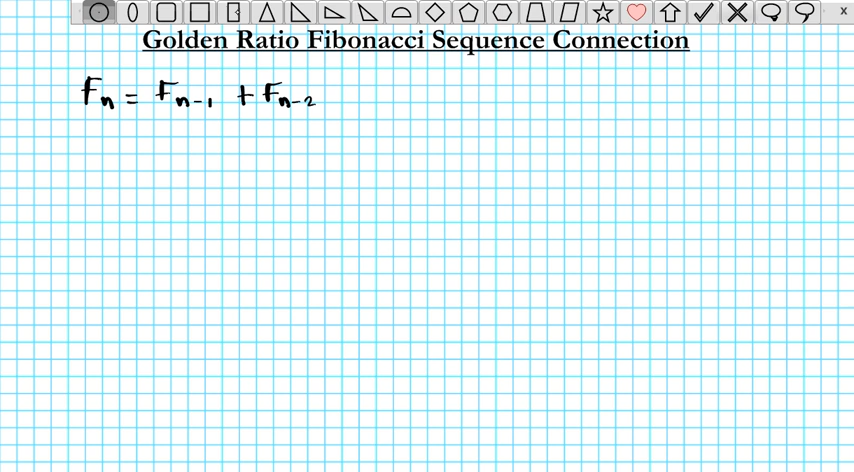 Golden Ratio Fibonacci Sequence Connection
Fₙ = Fₙ₋₁ + Fₙ₋₂